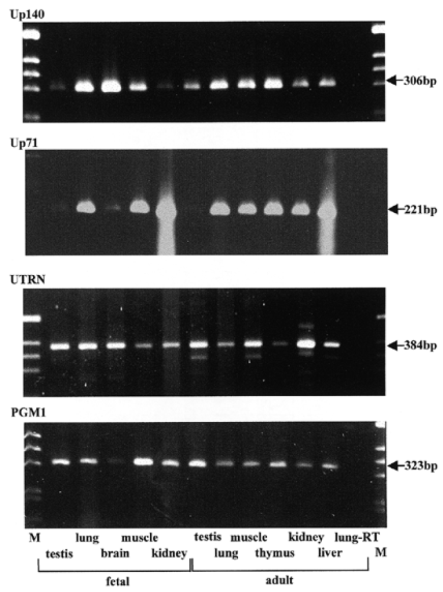 Up140
306bp
Up71
221bp
UTRN
384bp
PGM1
323bp
M lung muscle testis muscle kidney lung-RT
testis brain kidney lung thymus liver M
fetal adult